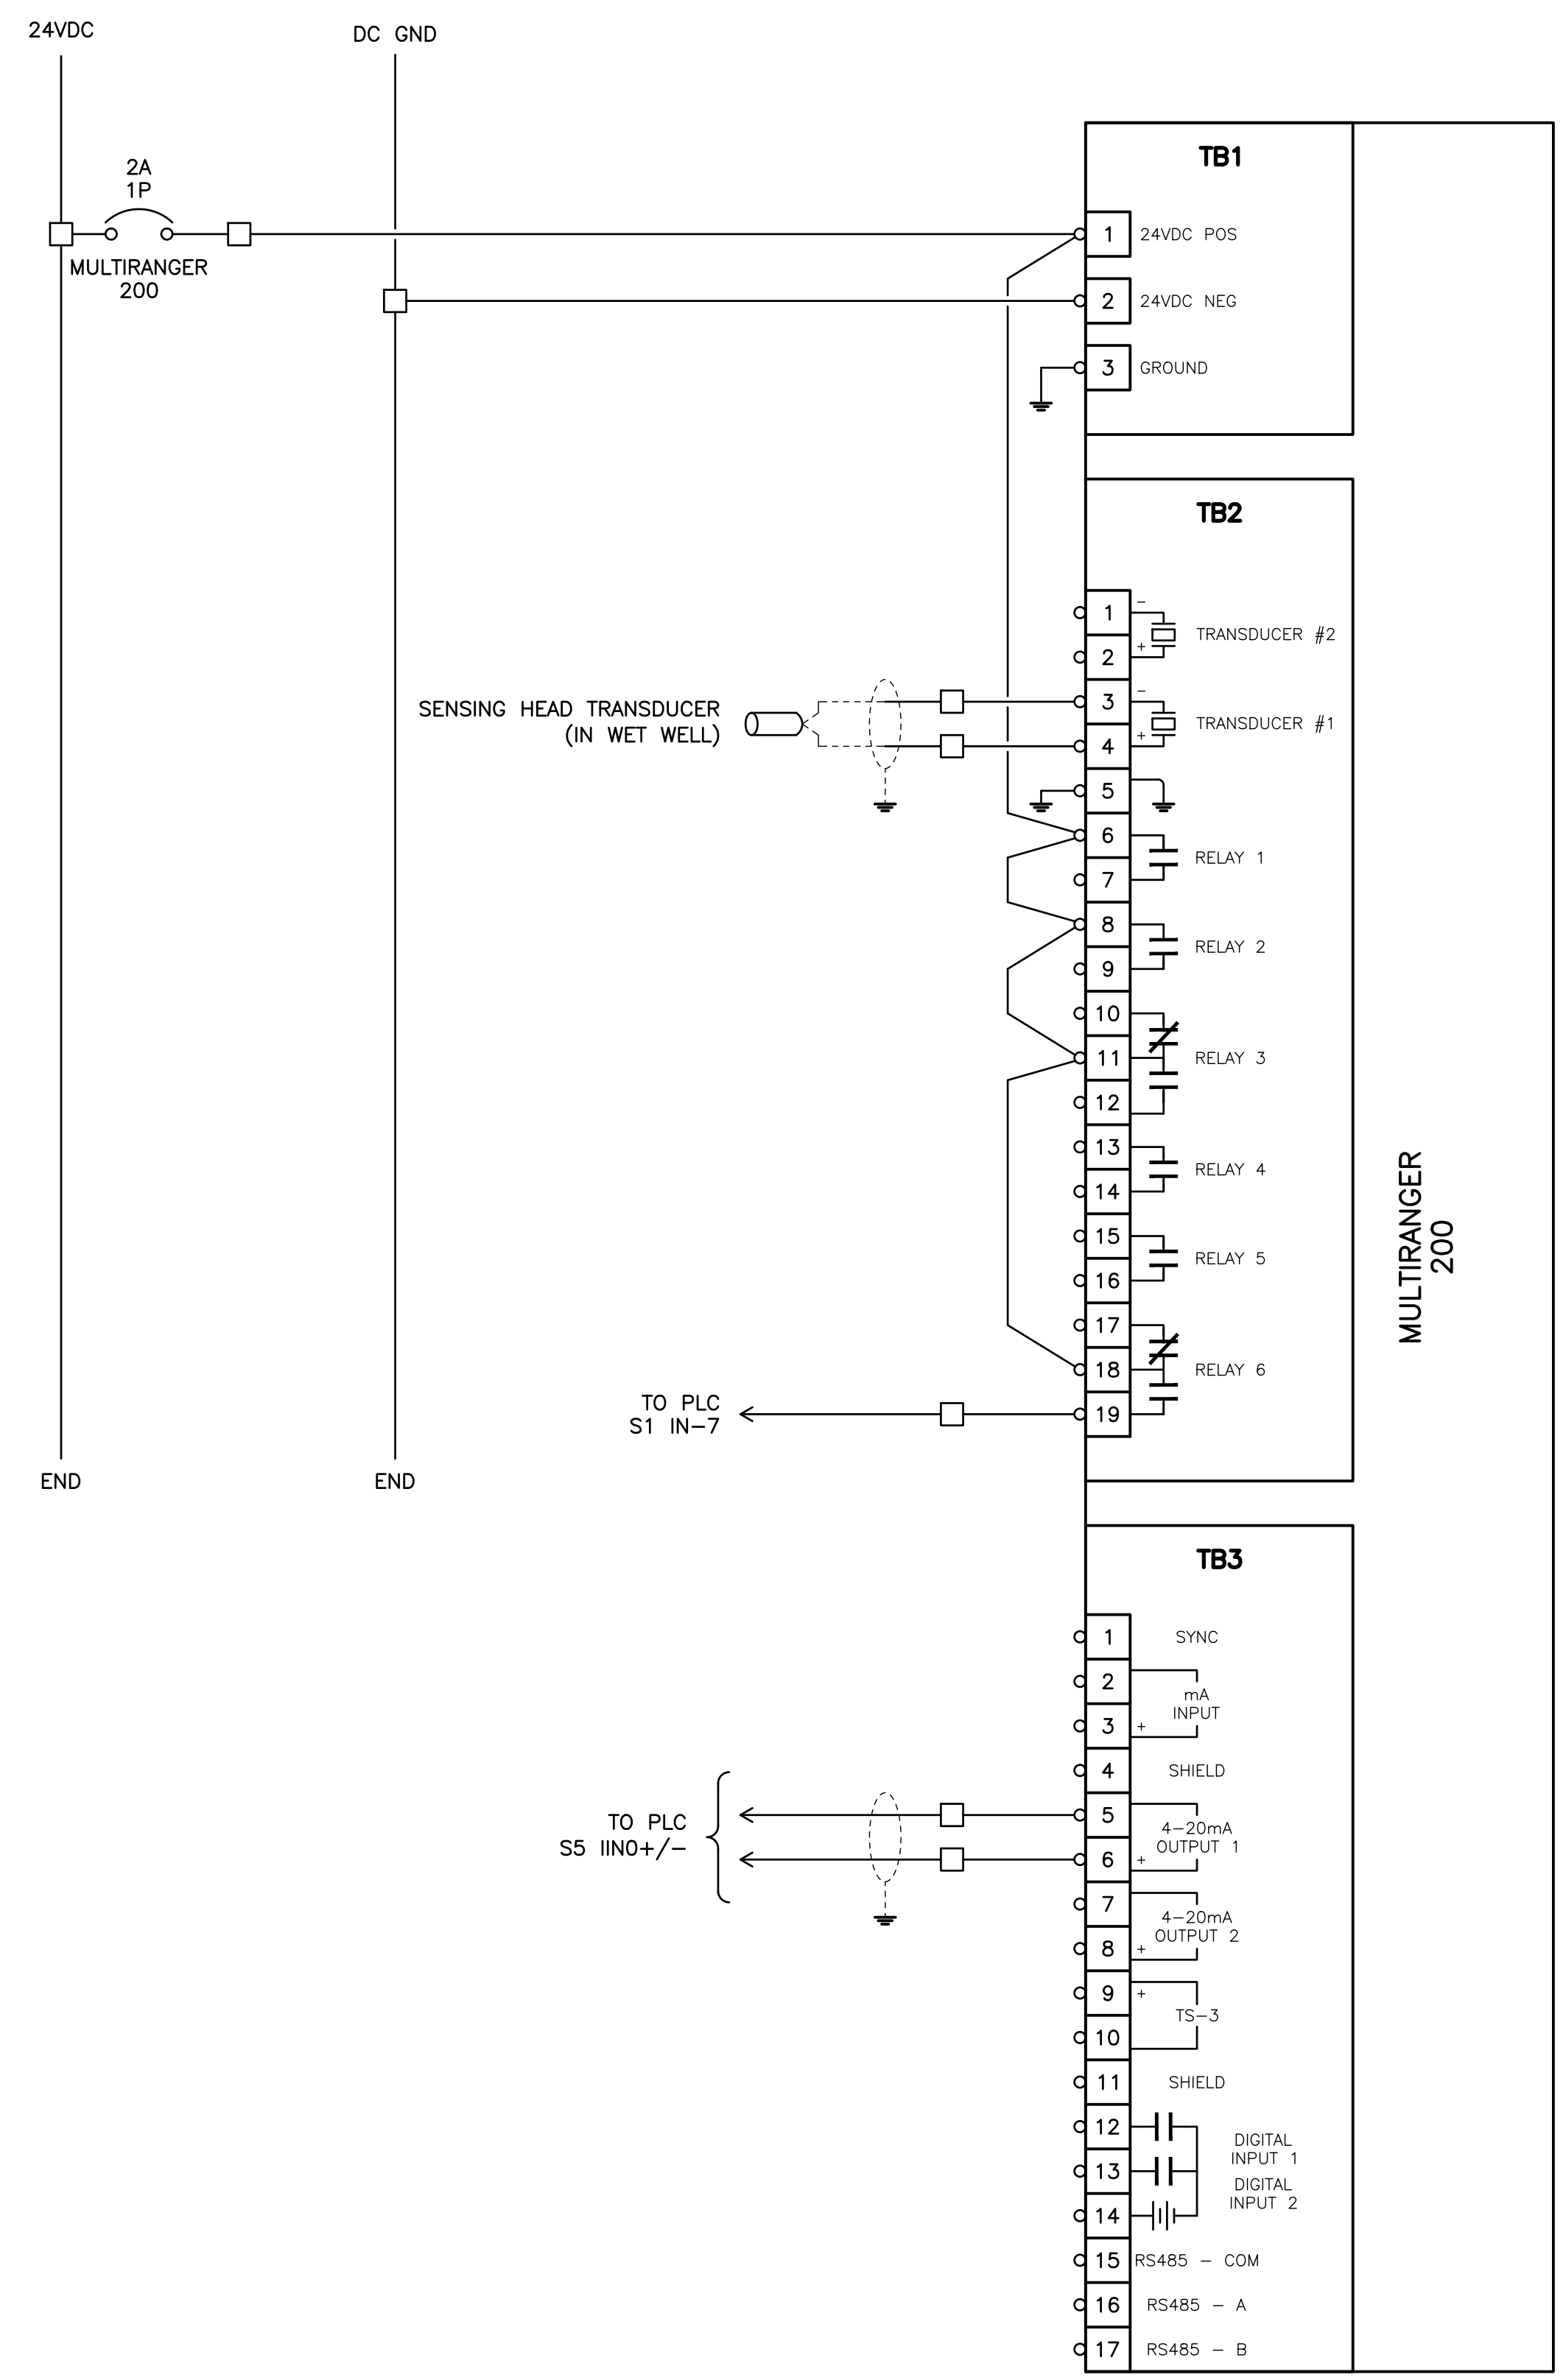 24VDC
DC GND
2A
1P
MULTIRANGER
200
TB1
1 24VDC POS
2 24VDC NEG
3 GROUND
TB2
1 −
TRANSDUCER #2
2 +
SENSING HEAD TRANSDUCER
(IN WET WELL)
3 −
TRANSDUCER #1
4 +
5
6
RELAY 1
7
8
RELAY 2
9
10
11 RELAY 3
12
13
RELAY 4
14
15
RELAY 5
16
17
18 RELAY 6
19
TO PLC
S1 IN-7
END
END
MULTIRANGER
200
TB3
1 SYNC
2
mA
INPUT
3 +
4 SHIELD
TO PLC
S5 IIN0+/-
5
4-20mA
OUTPUT 1
6 +
7
4-20mA
OUTPUT 2
8 +
9 +
TS-3
10
11 SHIELD
12
DIGITAL
INPUT 1
13
DIGITAL
INPUT 2
14
15 RS485 - COM
16 RS485 - A
17 RS485 - B